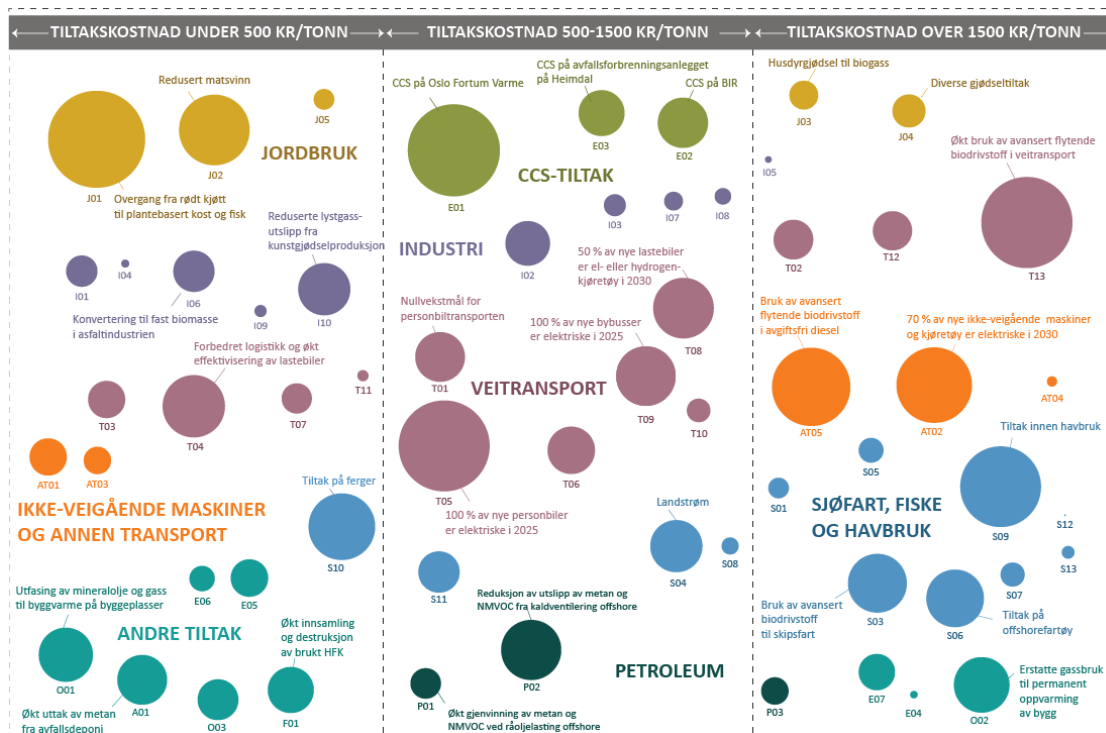 TILTAKSKOSTNAD UNDER 500 KR/TONN
TILTAKSKOSTNAD 500-1500 KR/TONN
TILTAKSKOSTNAD OVER 1500 KR/TONN
Redusert matsvinn
J05
J02
JORDBRUK
J01
Overgang fra rødt kjøtt
til plantebasert kost og fisk
Reduserte lystgass-
utslipp fra
kunstgjødselproduksjon
I01
I04
I06
I09
I10
Konvertering til fast biomasse
i asfaltindustrien
Forbedret logistikk og økt
effektivisering av lastebiler
T03
T04
T07
T11
AT01
AT03
Tiltak på ferger
IKKE-VEIGÅENDE MASKINER
OG ANNEN TRANSPORT
S10
Utfasing av mineralolje og gass
til byggvarme på byggeplasser
E06
E05
ANDRE TILTAK
Økt innsamling
og destruksjon
av brukt HFK
O01
A01
O03
F01
Økt uttak av metan
fra avfallsdeponi
CCS på Oslo Fortum Varme
CCS på avfallsforbrenningsanlegget
på Heimdal
CCS på BIR
E03
E02
CCS-TILTAK
E01
I03
I07
I08
INDUSTRI
I02
50 % av nye lastebiler
er el- eller hydrogen-
kjøretøy i 2030
Nullvekstmål for
personbiltransporten
100 % av nye bybusser
er elektriske i 2025
T08
T01
VEITRANSPORT
T09
T10
T05
T06
100 % av nye personbiler
er elektriske i 2025
Landstrøm
S11
S04
S08
Reduksjon av utslipp av metan og
NMVOC fra kaldventilering offshore
PETROLEUM
P02
P01
Økt gjenvinning av metan og
NMVOC ved råoljelasting offshore
Husdyrgjødsel til biogass
Diverse gjødseltiltak
J03
J04
Økt bruk av avansert flytende
biodrivstoff i veitransport
I05
T02
T12
T13
Bruk av avansert
flytende biodrivstoff
i avgiftsfri diesel
70 % av nye ikke-veigående maskiner
og kjøretøy er elektriske i 2030
AT04
AT05
AT02
Tiltak innen havbruk
S05
S01
SJØFART, FISKE
OG HAVBRUK
S09
S12
S13
Bruk av avansert
biodrivstoff
til skipsfart
S03
S06
S07
Tiltak på
offshorefartøy
Erstatte gassbruk
til permanent
oppvarming
av bygg
P03
E07
E04
O02